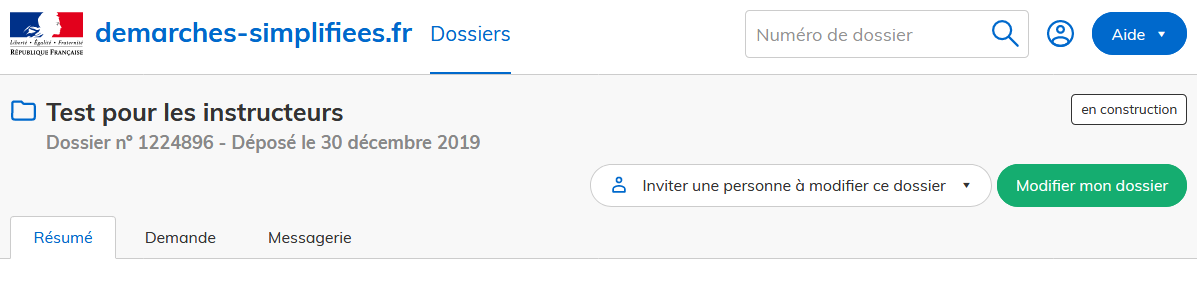 Liberté • Égalité • Fraternité
RÉPUBLIQUE FRANÇAISE
demarches-simplifiees.fr
Dossiers
Numéro de dossier
Aide
Test pour les instructeurs
en construction
Dossier n° 1224896 - Déposé le 30 décembre 2019
Inviter une personne à modifier ce dossier
Modifier mon dossier
Résumé
Demande
Messagerie